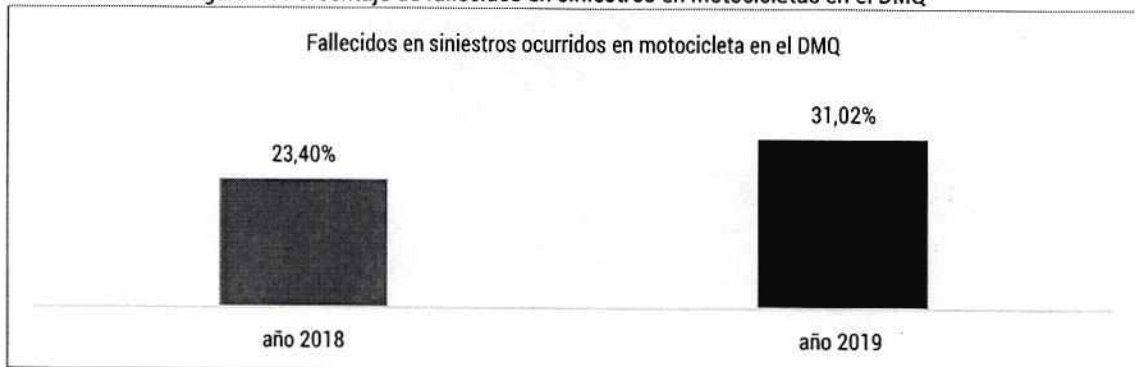 Fallecidos en siniestros ocurridos en motocicleta en el DMQ
31,02%
23,40%
año 2018
año 2019